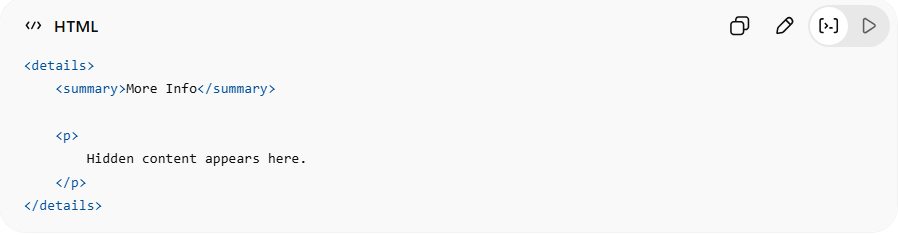 HTML
<details>
    <summary>More Info</summary>

    <p>
        Hidden content appears here.
    </p>
</details>